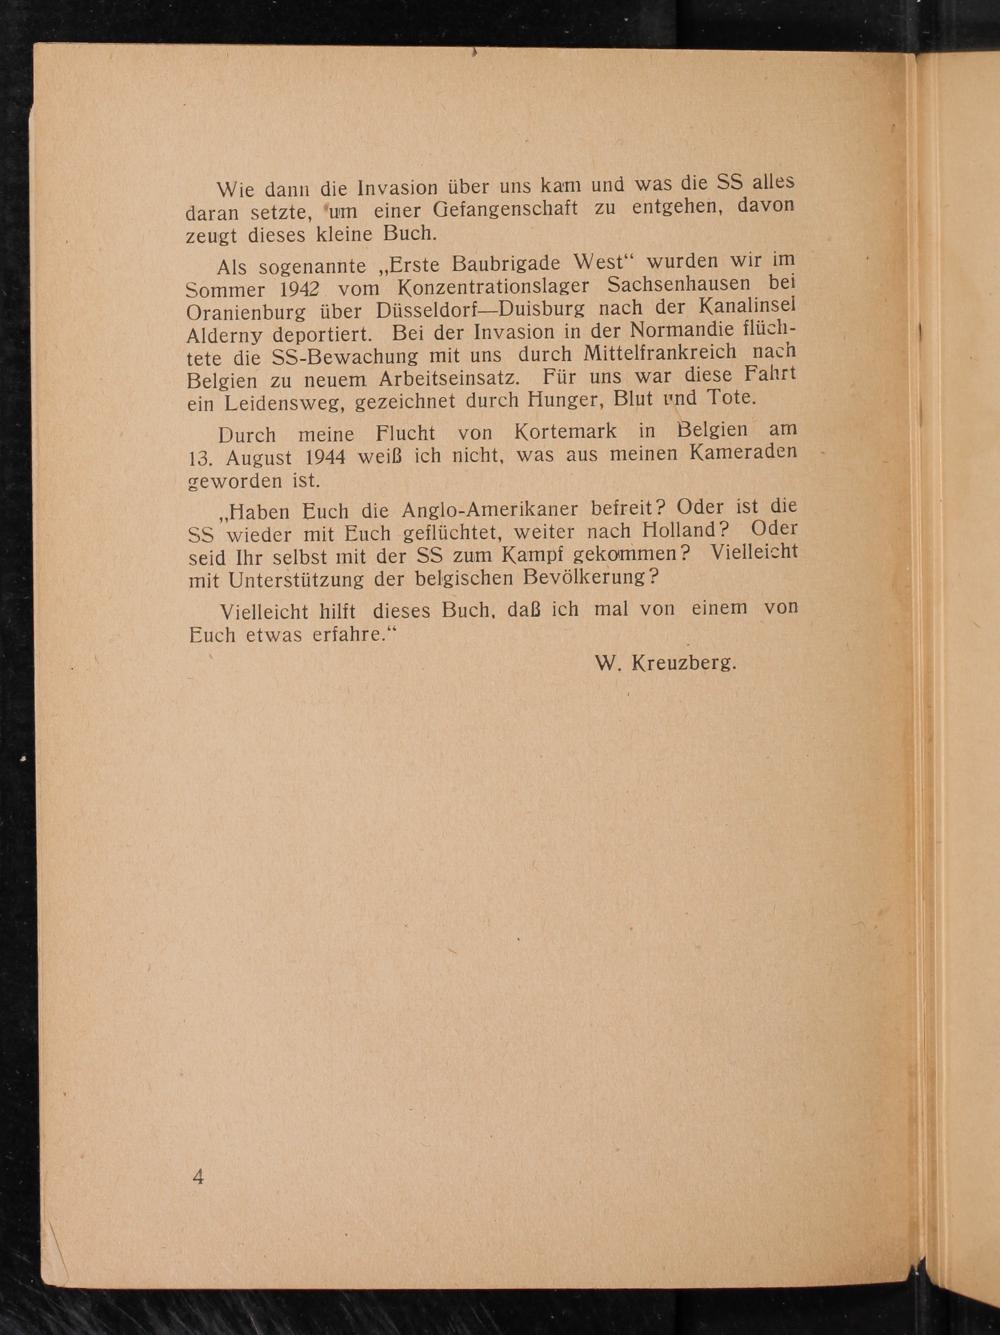 Wie dann die Invasion über uns kam und was die SS alles
daran setzte, um einer Gefangenschaft zu entgehen, davon
zeugt dieses kleine Buch.
Als sogenannte „Erste Baubrigade West“ wurden wir im
Sommer 1942 vom Konzentrationslager Sachsenhausen bei
Oranienburg über Düsseldorf—Duisburg nach der Kanalinsel
Alderny deportiert. Bei der Invasion in der Normandie flüch-
tete die SS-Bewachung mit uns durch Mittelfrankreich nach
Belgien zu neuem Arbeitseinsatz. Für uns war diese Fahrt
ein Leidensweg, gezeichnet durch Hunger, Blut und Tote.
Durch meine Flucht von Kortemark in Belgien am
13. August 1944 weiß ich nicht, was aus meinen Kameraden
geworden ist.
„Haben Euch die Anglo-Amerikaner befreit? Oder ist die
SS wieder mit Euch geflüchtet, weiter nach Holland? Oder
seid Ihr selbst mit der SS zum Kampf gekommen? Vielleicht
mit Unterstützung der belgischen Bevölkerung?
Vielleicht hilft dieses Buch, daß ich mal von einem von
Euch etwas erfahre.“
W. Kreuzberg.
4